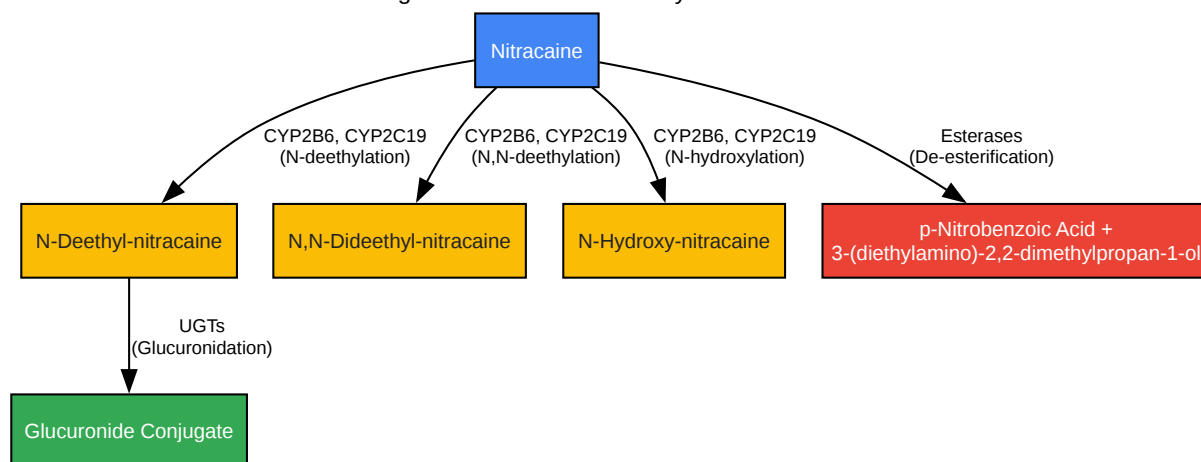 Nitracaine
CYP2B6, CYP2C19
(N-deethylation)
CYP2B6, CYP2C19
(N,N-deethylation)
CYP2B6, CYP2C19
(N-hydroxylation)
Esterases
(De-esterification)
N-Deethyl-nitracaine
N,N-Dideethyl-nitracaine
N-Hydroxy-nitracaine
p-Nitrobenzoic Acid +
3-(diethylamino)-2,2-dimethylpropan-1-ol
UGTs
(Glucuronidation)
Glucuronide Conjugate